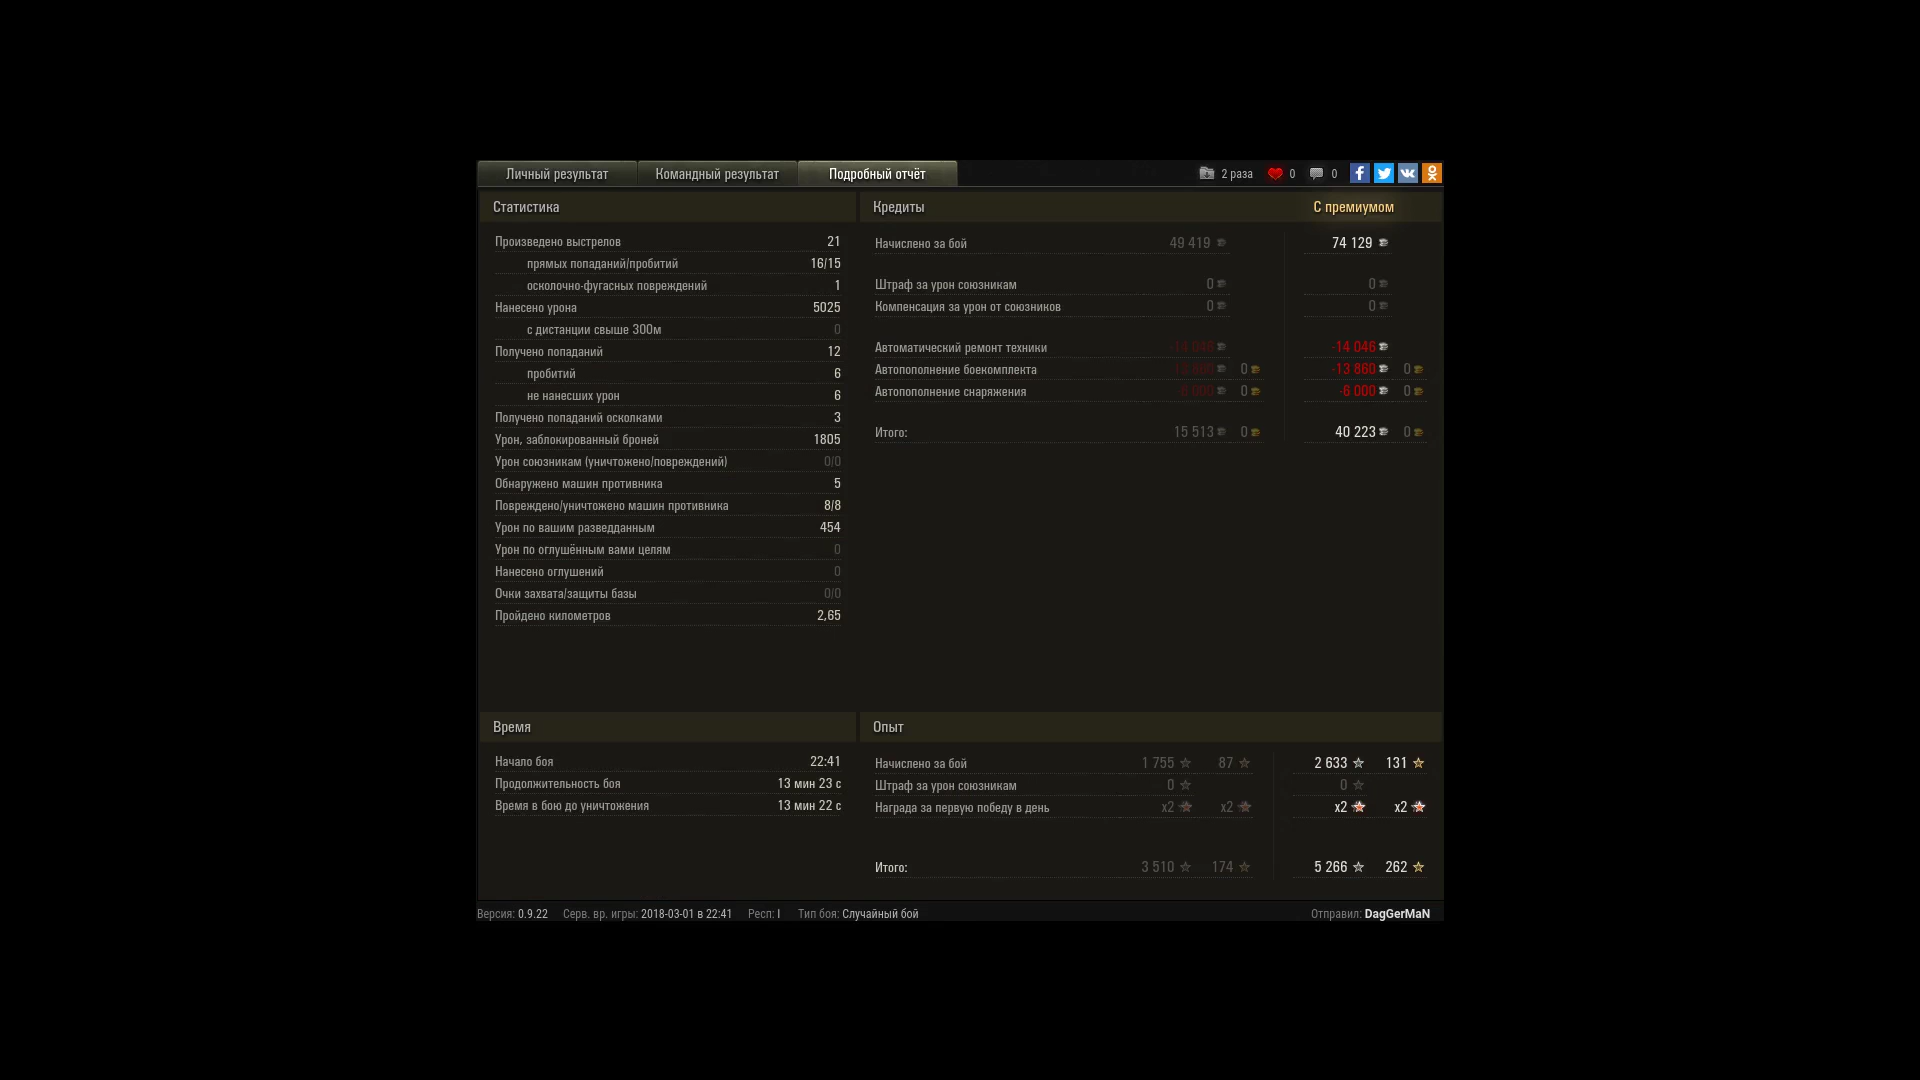 Личный результат Командный результат Подробный отчёт 2 раза 0 0
Статистика
Произведено выстрелов 21
прямых попаданий/пробитий 16/15
осколочно-фугасных повреждений 1
Нанесено урона 5025
с дистанции свыше 300м 0
Получено попаданий 12
пробитий 6
не нанесших урон 6
Получено попаданий осколками 3
Урон, заблокированный броней 1805
Урон союзникам (уничтожено/повреждений) 0/0
Обнаружено машин противника 5
Повреждено/уничтожено машин противника 8/8
Урон по вашим разведданным 454
Урон по оглушённым вами целям 0
Нанесено оглушений 0
Очки захвата/защиты базы 0/0
Пройдено километров 2,65
Кредиты С премиумом
Начислено за бой 49 419 74 129
Штраф за урон союзникам 0 0
Компенсация за урон от союзников 0 0
Автоматический ремонт техники -14 046 -14 046
Автопополнение боекомплекта -13 860 0 -13 860 0
Автопополнение снаряжения -6 000 0 -6 000 0
Итого: 15 513 0 40 223 0
Время
Начало боя 22:41
Продолжительность боя 13 мин 23 с
Время в бою до уничтожения 13 мин 22 с
Опыт
Начислено за бой 1 755 87 2 633 131
Штраф за урон союзникам 0 0
Награда за первую победу в день x2 x2 x2 x2
Итого: 3 510 174 5 266 262
Версия: 0.9.22 Серв. вр. игры: 2018-03-01 в 22:41 Респ: I Тип боя: Случайный бой Отправил: DagGerMaN